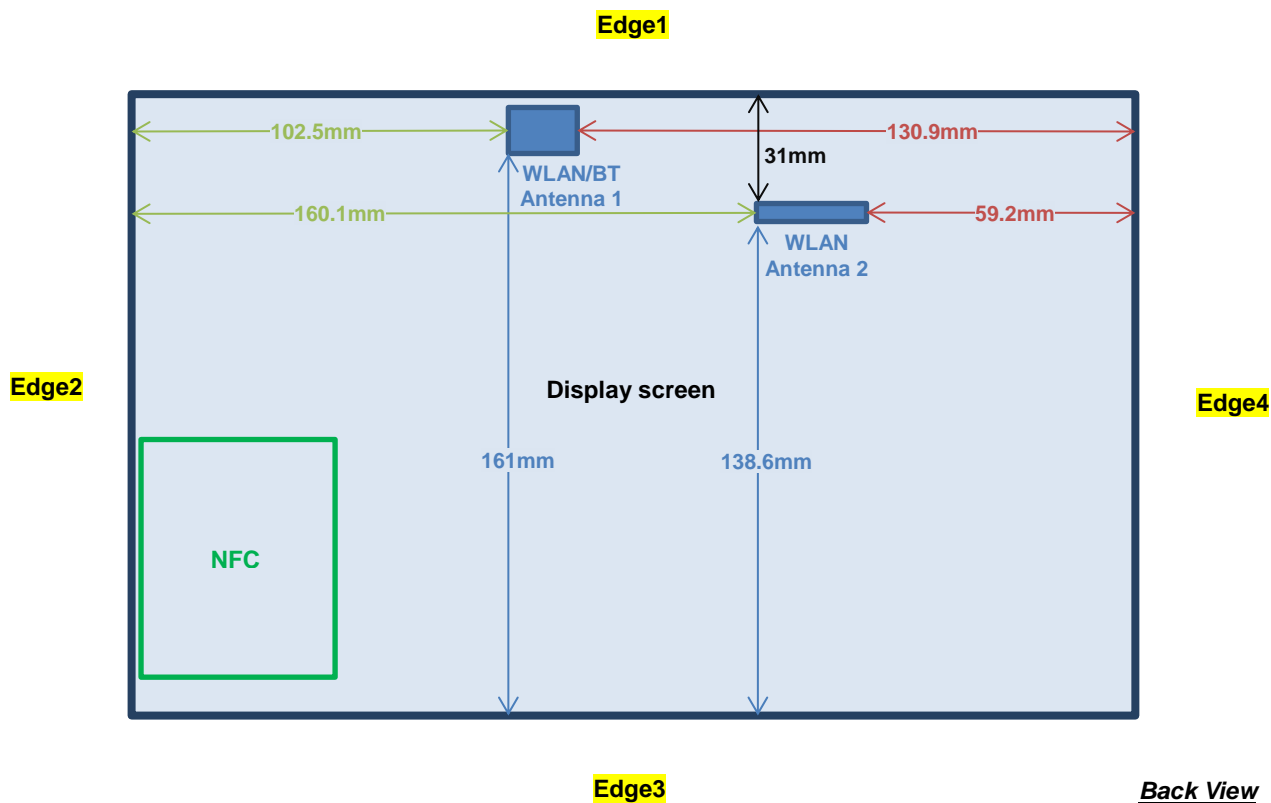 Edge1
102.5mm
130.9mm
31mm
WLAN/BT
Antenna 1
160.1mm
59.2mm
WLAN
Antenna 2
Edge2
Display screen
Edge4
161mm
138.6mm
NFC
Edge3
Back View